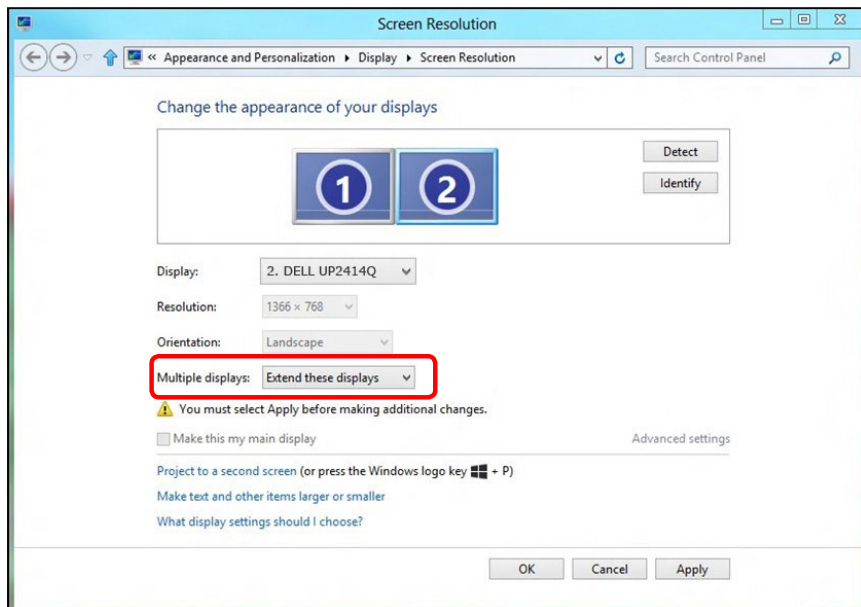 Screen Resolution
« Appearance and Personalization ▸ Display ▸ Screen Resolution
Search Control Panel
Change the appearance of your displays
1 2
Detect
Identify
Display: 2. DELL UP2414Q
Resolution: 1366 × 768
Orientation: Landscape
Multiple displays: Extend these displays
You must select Apply before making additional changes.
Make this my main display Advanced settings
Project to a second screen (or press the Windows logo key + P)
Make text and other items larger or smaller
What display settings should I choose?
OK Cancel Apply